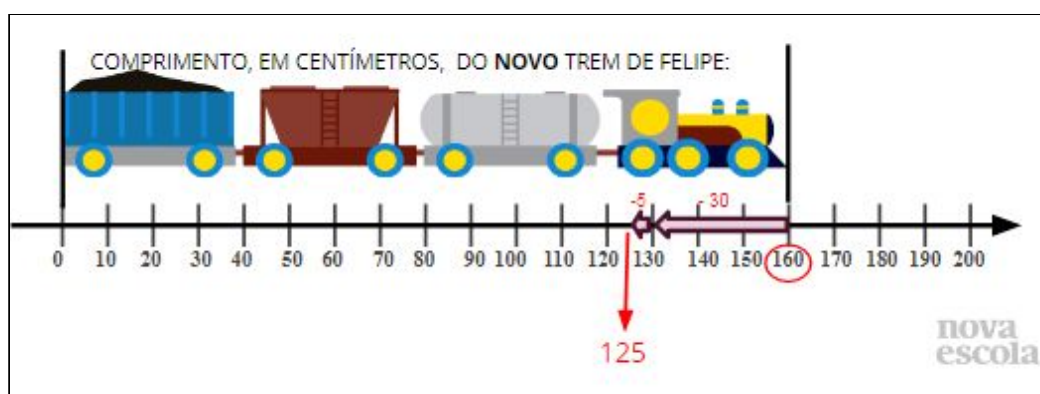 COMPRIMENTO, EM CENTÍMETROS, DO NOVO TREM DE FELIPE:
-5 - 30
0 10 20 30 40 50 60 70 80 90 100 110 120 130 140 150 160 170 180 190 200
125
nova
escola